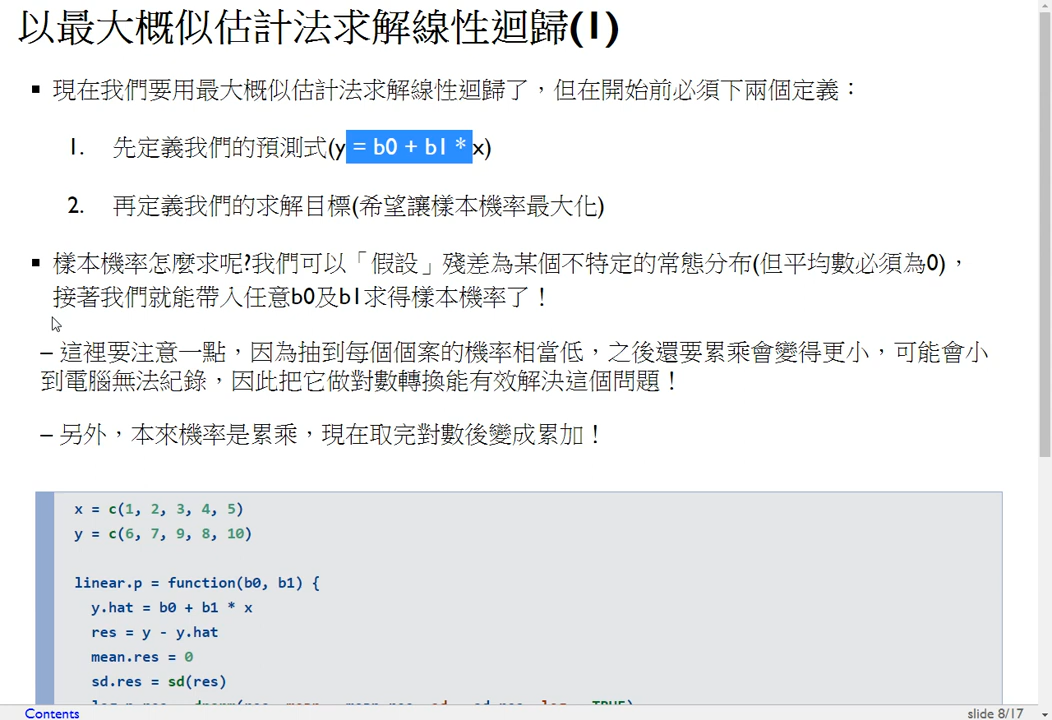 以最大概似估計法求解線性迴歸(1)
▪ 現在我們要用最大概似估計法求解線性迴歸了，但在開始前必須下兩個定義：
1. 先定義我們的預測式(y = b0 + b1 * x)
2. 再定義我們的求解目標(希望讓樣本機率最大化)
▪ 樣本機率怎麼求呢?我們可以「假設」殘差為某個不特定的常態分布(但平均數必須為0)，
接著我們就能帶入任意b0及b1求得樣本機率了！
– 這裡要注意一點，因為抽到每個個案的機率相當低，之後還要累乘會變得更小，可能會小
到電腦無法紀錄，因此把它做對數轉換能有效解決這個問題！
– 另外，本來機率是累乘，現在取完對數後變成累加！
x = c(1, 2, 3, 4, 5)
y = c(6, 7, 9, 8, 10)
linear.p = function(b0, b1) {
y.hat = b0 + b1 * x
res = y - y.hat
mean.res = 0
sd.res = sd(res)
Contents
slide 8/17